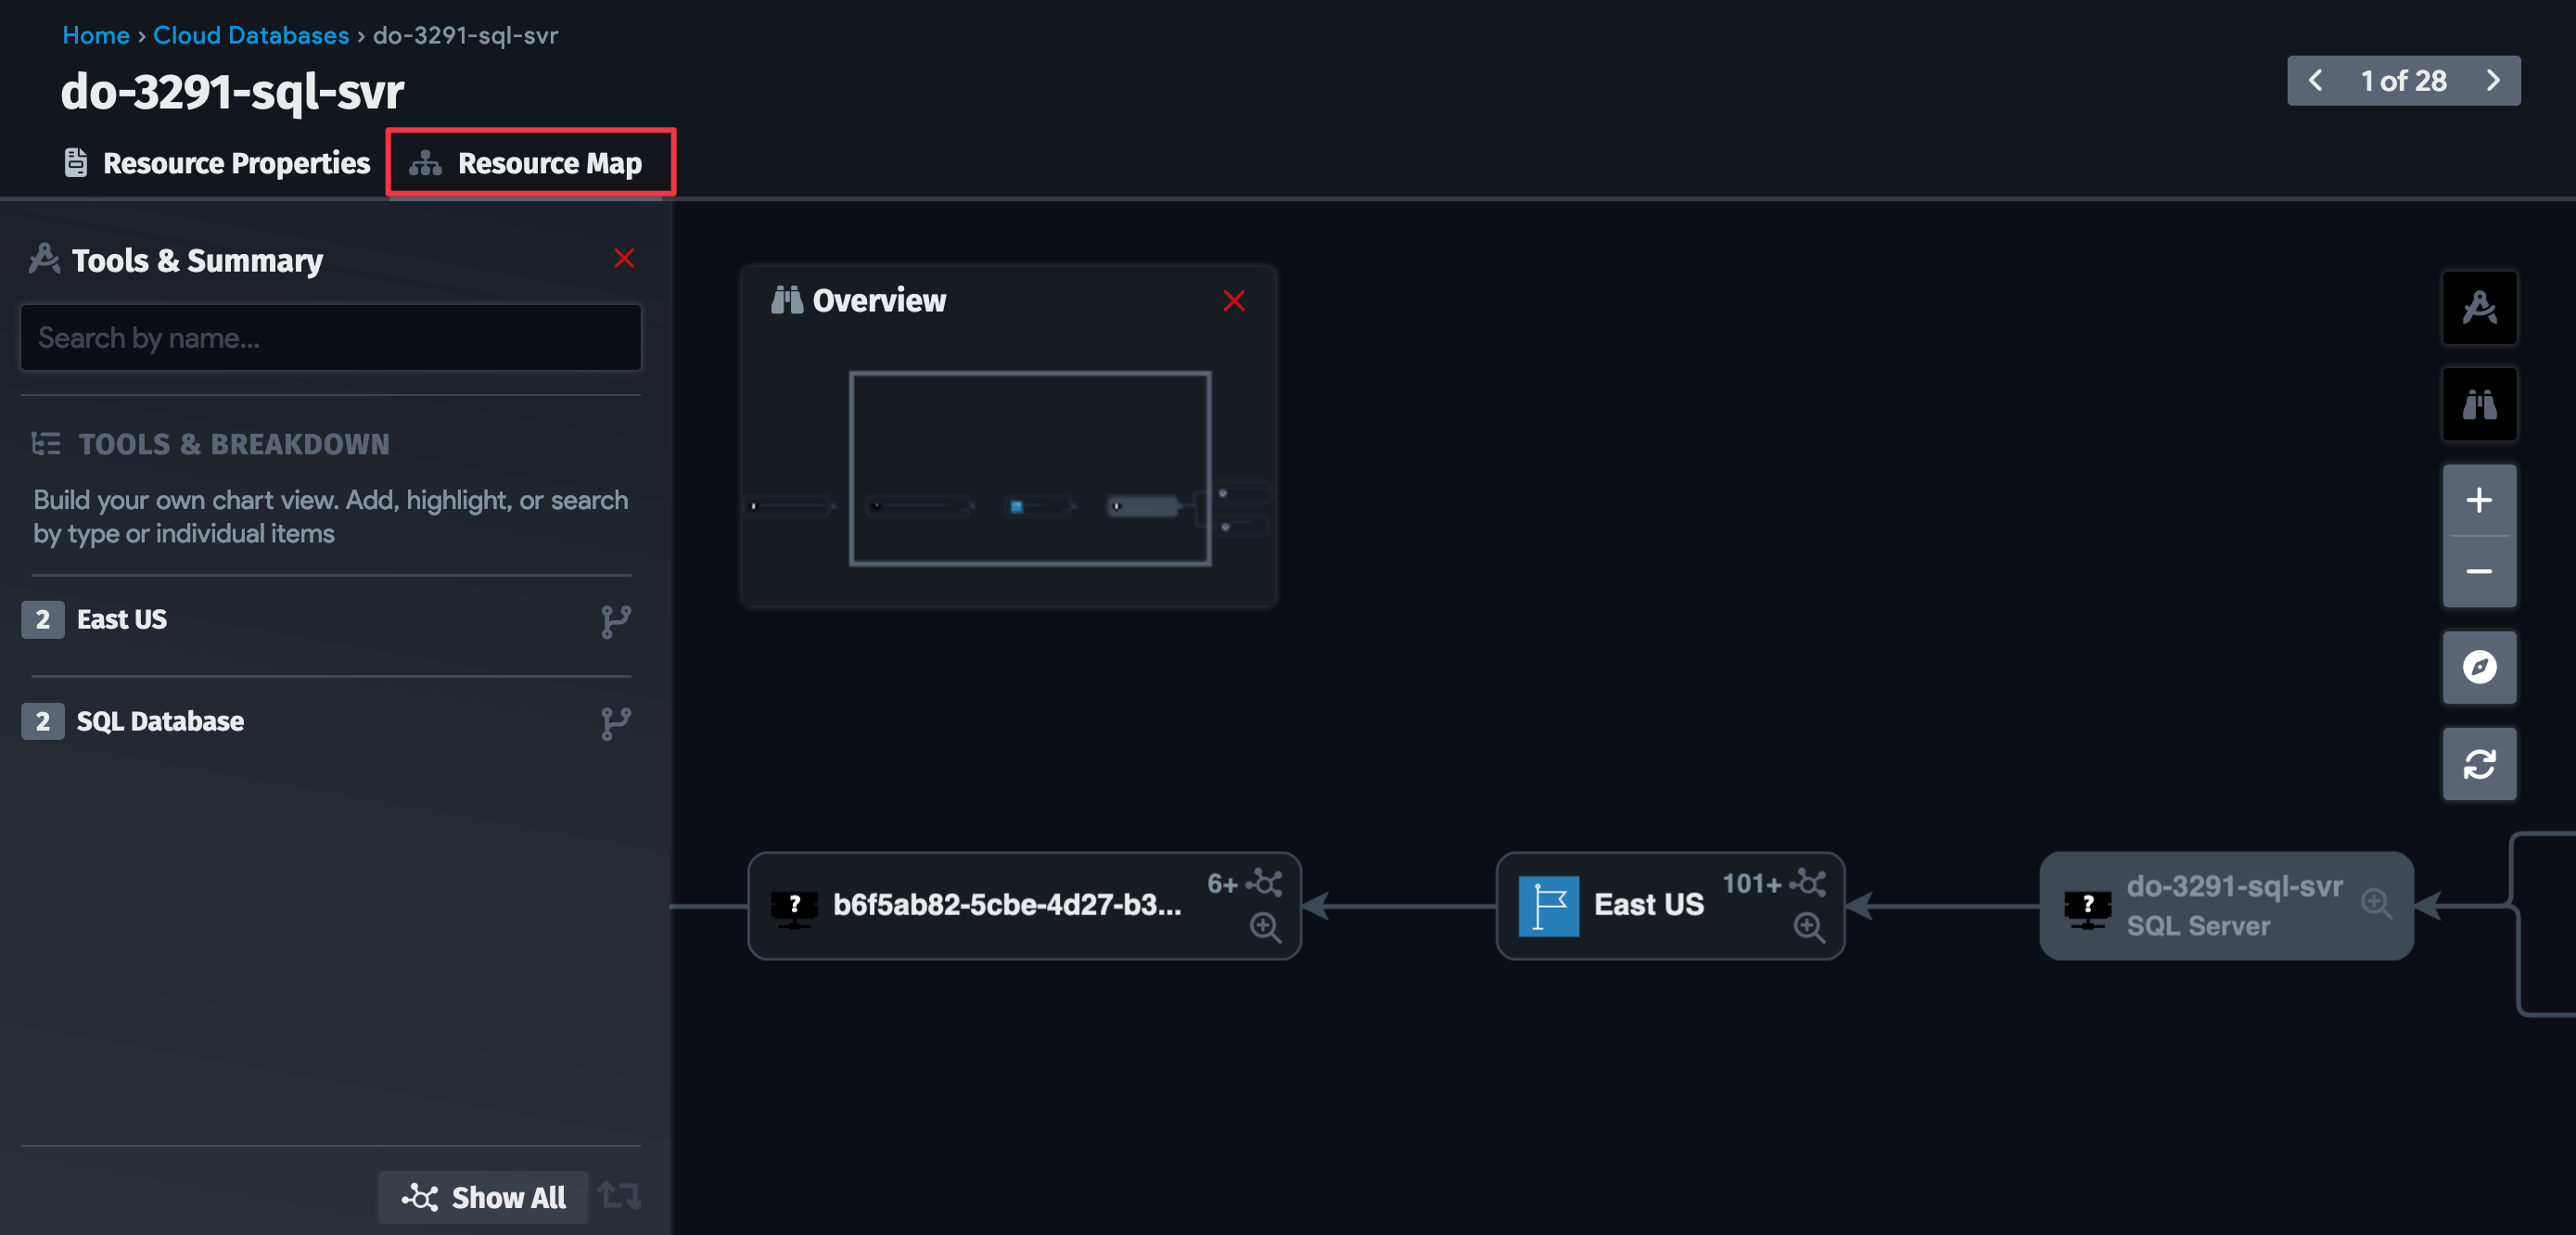 Home › Cloud Databases › do-3291-sql-svr
do-3291-sql-svr
1 of 28
Resource Properties
Resource Map
Tools & Summary
Search by name...
TOOLS & BREAKDOWN
Build your own chart view. Add, highlight, or search
by type or individual items
2 East US
2 SQL Database
Show All
Overview
? b6f5ab82-5cbe-4d27-b3... 6+
East US 101+
? do-3291-sql-svr
SQL Server